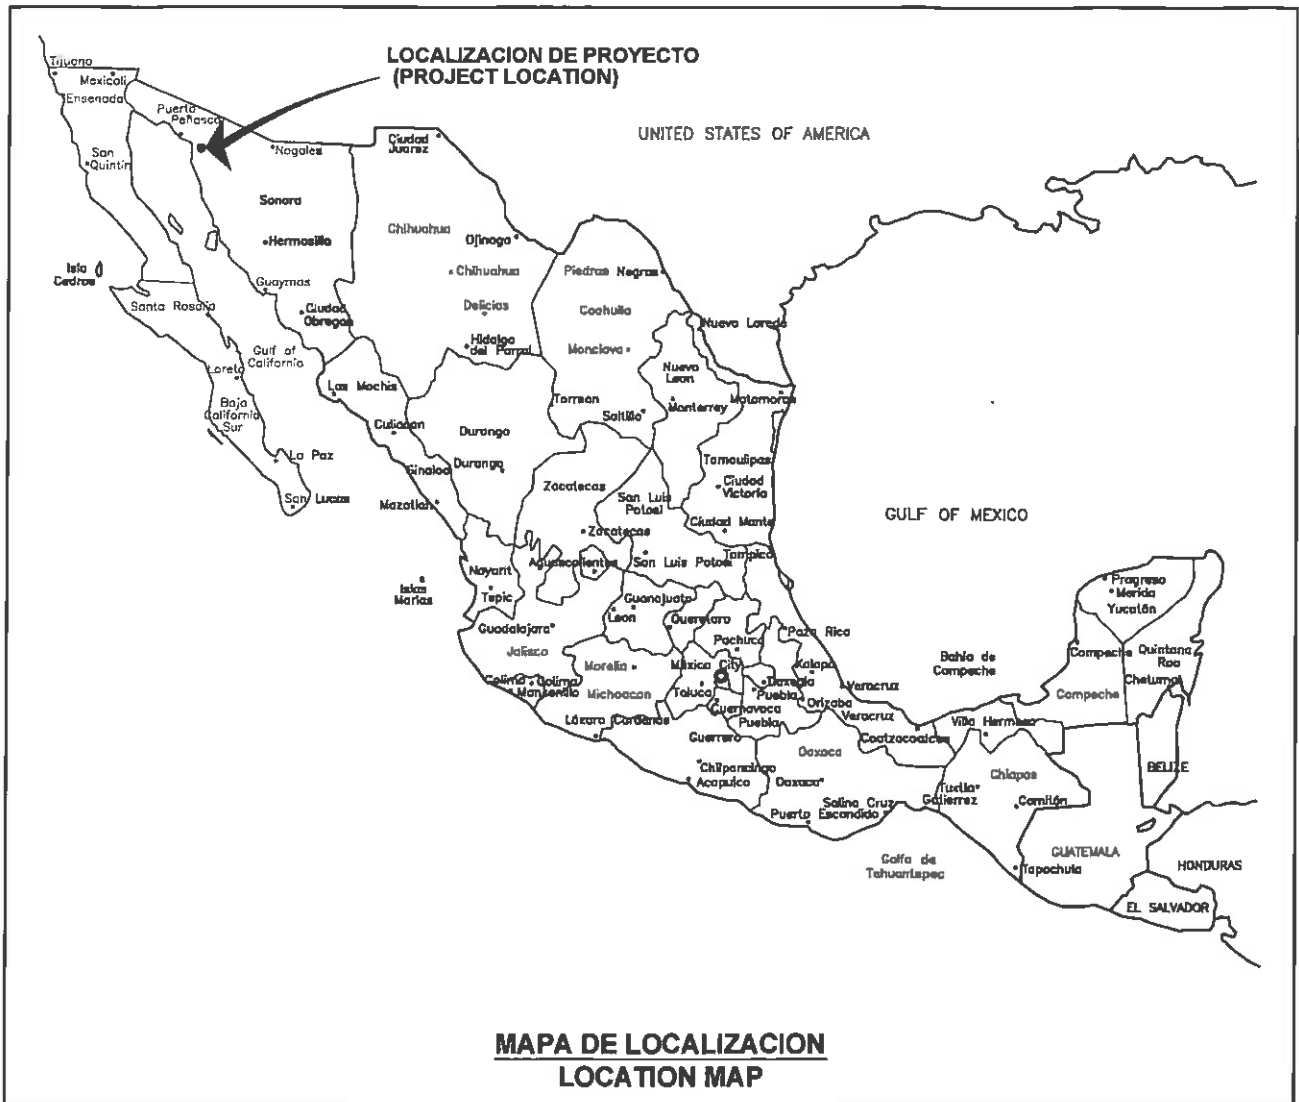 LOCALIZACION DE PROYECTO
(PROJECT LOCATION)
UNITED STATES OF AMERICA
Tijuana
Mexicali
Ensenada
Puerto
Peñasco
San
Quintin
Nogales
Ciudad
Juarez
Sonora
Hermosillo
Chihuahua
Ojinaga
Chihuahua
Piedras Negras
Isla
Cedros
Guaymas
Santa Rosalia
Ciudad
Obregon
Delicias
Coahuila
Nuevo Laredo
Hidalgo
del Parral
Monclova
Gulf of
California
Loreto
Nuevo
Leon
Los Mochis
Baja
California
Sur
Torreon
Saltillo
Monterrey
Matamoros
Culiacan
Durango
La Paz
Sinaloa
Durango
Tamaulipas
Zacatecas
Ciudad
Victoria
San Lucas
Mazatlan
San Luis
Potosi
Ciudad Mante
GULF OF MEXICO
Zacatecas
Tampico
Aguascalientes
San Luis Potosi
Nayarit
Tepic
Islas
Marias
Guanajuato
Leon
Queretaro
Guadalajara
Pachuca
Poza Rica
Jalisco
Morelia
México City
Xalapa
Colima
Colima
Manzanillo
Michoacan
Toluca
Puebla
Orizaba
Veracruz
Veracruz
Cuernavaca
Puebla
Lázaro Cardenas
Guerrero
Coatzacoalcos
Villa Hermosa
Bahia de
Campeche
Progreso
Merida
Yucatán
Campeche
Quintana
Roo
Chetumal
Campeche
Oaxaca
Chilpancingo
Acapulco
Oaxaca
Chiapas
Tuxtla
Gutierrez
Comitán
BELIZE
Salina Cruz
Puerto Escondido
Golfo de
Tehuantepec
GUATEMALA
Tapachula
HONDURAS
EL SALVADOR
MAPA DE LOCALIZACION
LOCATION MAP